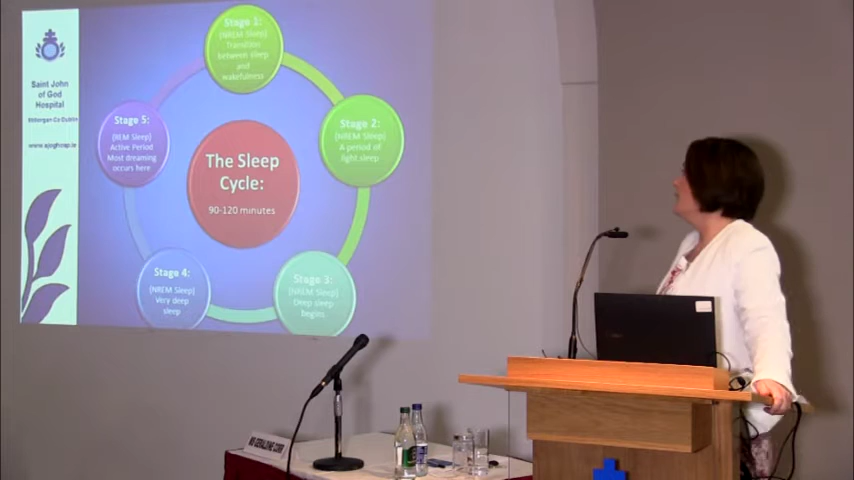 Saint John
of God
Hospital
Stillorgan Co Dublin
www.sjoghosp.ie
Stage 1:
(NREM Sleep)
Transition
between sleep
and
wakefulness
Stage 2:
(NREM Sleep)
A period of
light sleep
Stage 3:
(NREM Sleep)
Deep sleep
begins
Stage 4:
(NREM Sleep)
Very deep
sleep
Stage 5:
(REM Sleep)
Active Period
Most dreaming
occurs here
The Sleep
Cycle:
90-120 minutes
GERALDINE CORR